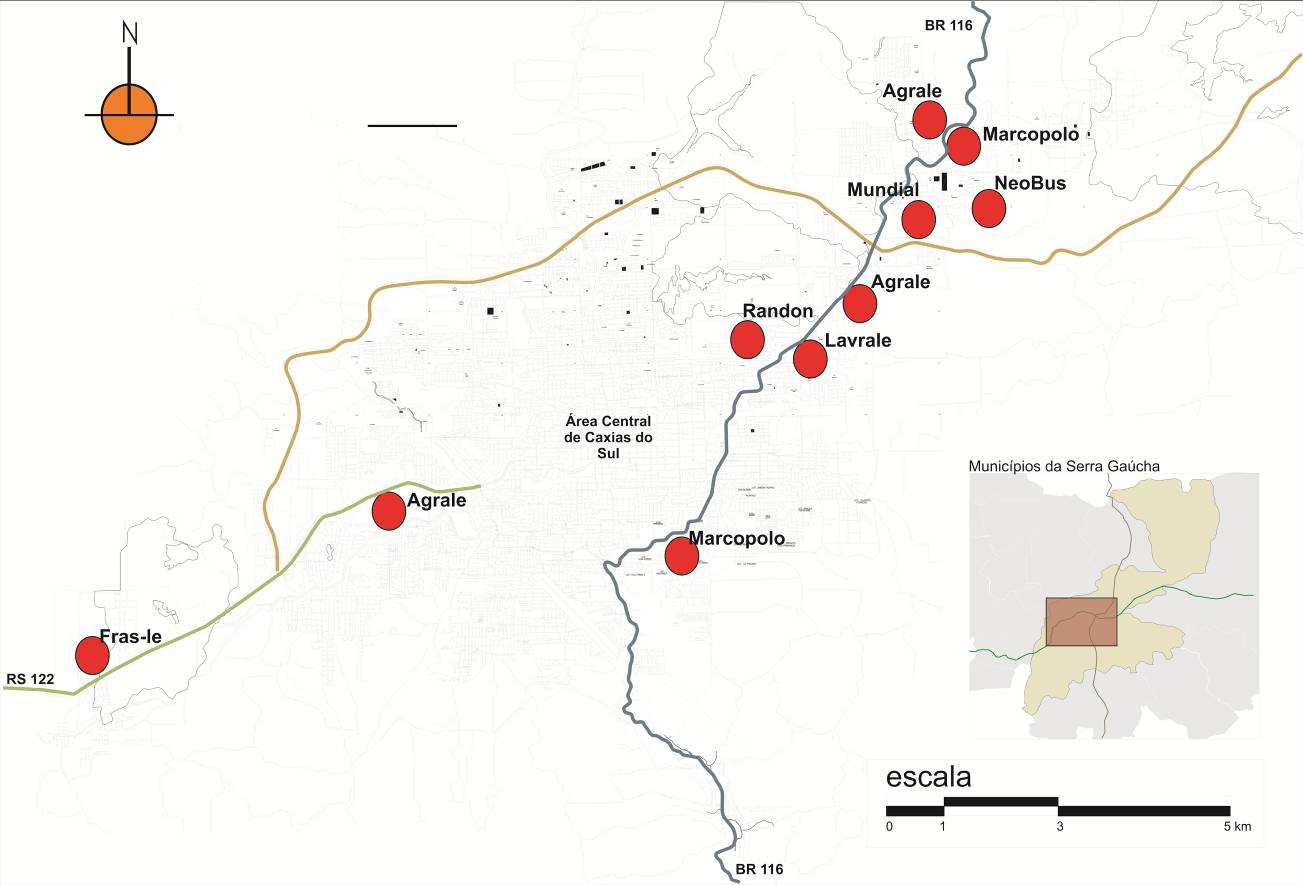 N
BR 116
Agrale
Marcopolo
Mundial
NeoBus
Agrale
Randon
Lavrale
Área Central
de Caxias do
Sul
Agrale
Marcopolo
Fras-le
RS 122
Municípios da Serra Gaúcha
escala
0 1 3 5 km
BR 116